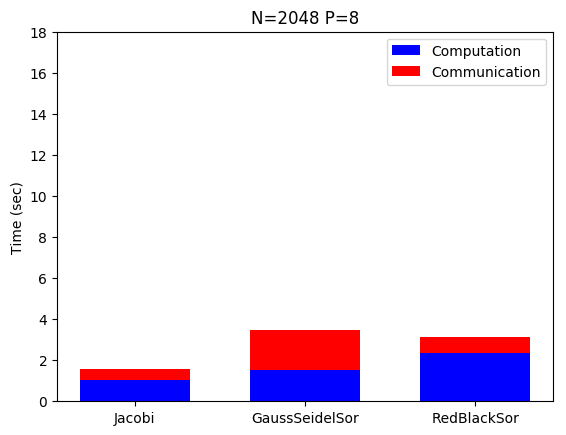 N=2048 P=8
Computation
Communication
Time (sec)
18
16
14
12
10
8
6
4
2
0
Jacobi GaussSeidelSor RedBlackSor